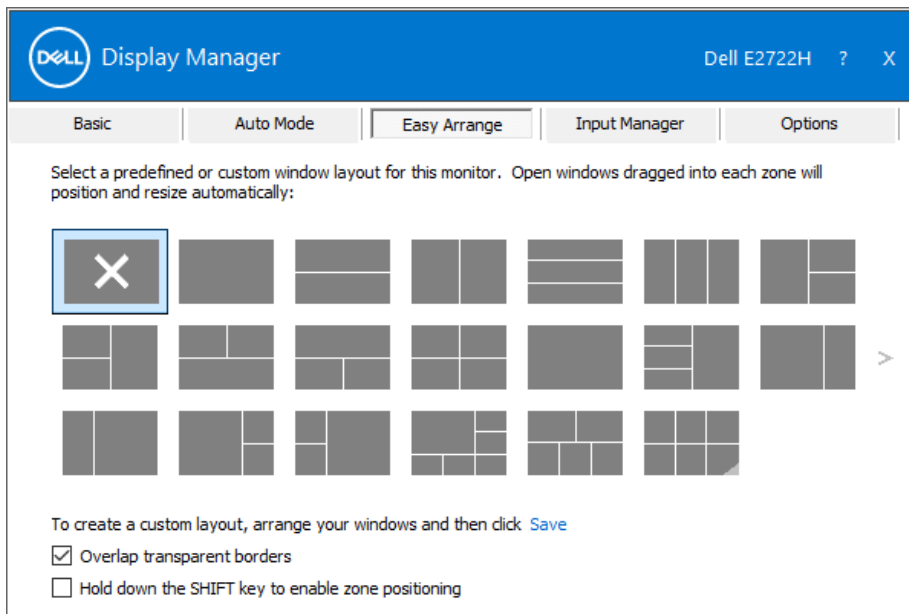 DELL Display Manager Dell E2722H ? X
Basic Auto Mode Easy Arrange Input Manager Options
Select a predefined or custom window layout for this monitor. Open windows dragged into each zone will
position and resize automatically:
>
To create a custom layout, arrange your windows and then click Save
Overlap transparent borders
Hold down the SHIFT key to enable zone positioning